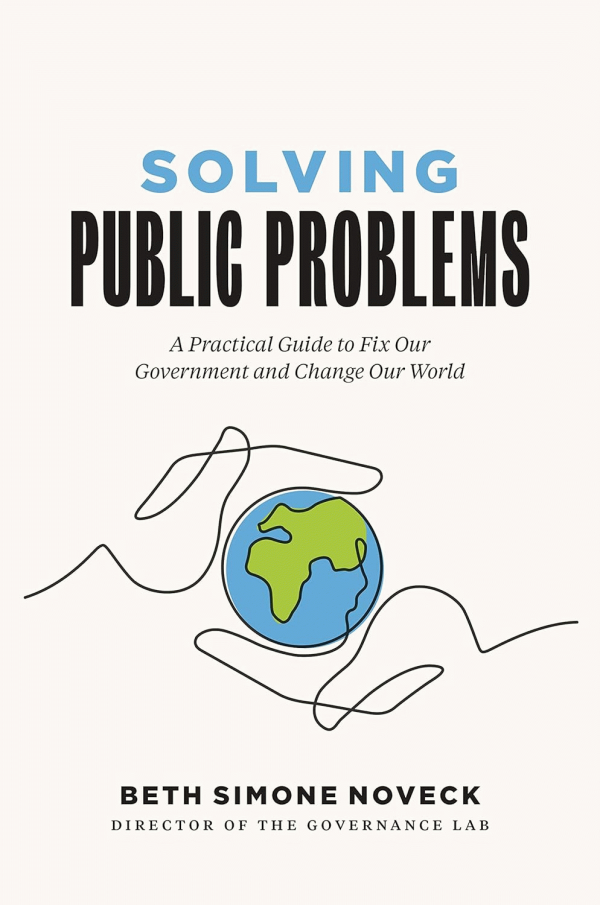 SOLVING
PUBLIC PROBLEMS
A Practical Guide to Fix Our
Government and Change Our World
BETH SIMONE NOVECK
DIRECTOR OF THE GOVERNANCE LAB